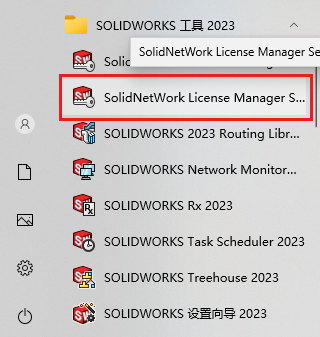 SOLIDWORKS 工具 2023
SolidNetWork License Manager Se
SolidNetWork License Manager S...
SOLIDWORKS 2023 Routing Libr...
SOLIDWORKS Network Monitor...
SOLIDWORKS Rx 2023
SOLIDWORKS Task Scheduler 2023
SOLIDWORKS Treehouse 2023
SOLIDWORKS 设置向导 2023